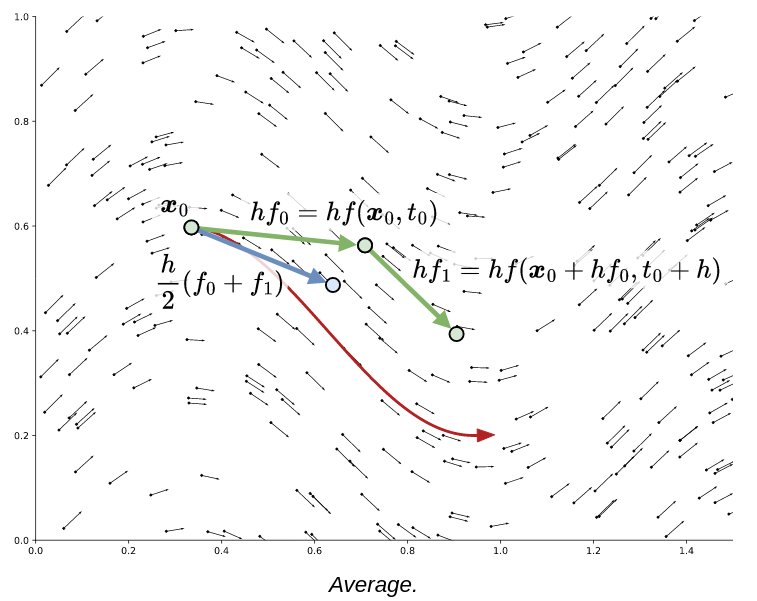 1.0
0.8
0.6
0.4
0.2
0.0
x₀
hf₀ = hf(x₀, t₀)
hf₁ = hf(x₀ + hf₀, t₀ + h)
h/2 (f₀ + f₁)
0.0 0.2 0.4 0.6 0.8 1.0 1.2 1.4
Average.